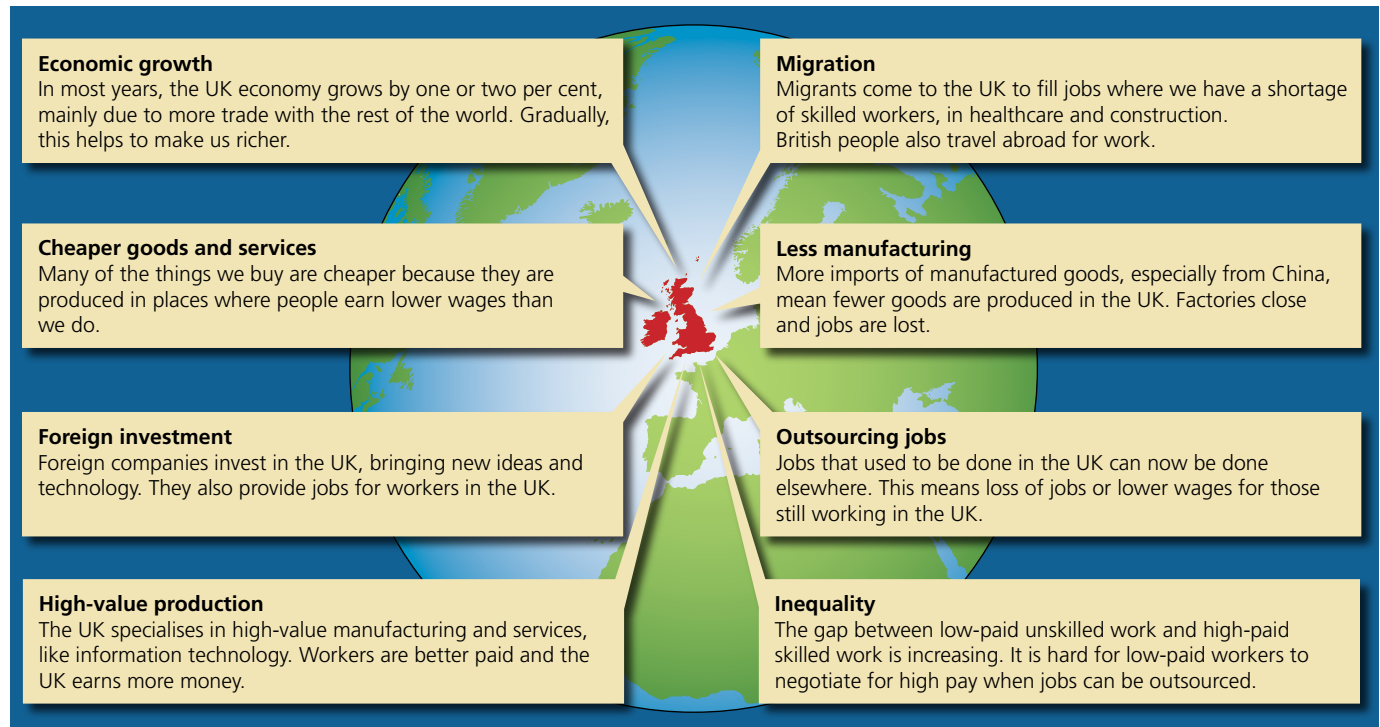 Economic growth
In most years, the UK economy grows by one or two per cent,
mainly due to more trade with the rest of the world. Gradually,
this helps to make us richer.
Migration
Migrants come to the UK to fill jobs where we have a shortage
of skilled workers, in healthcare and construction.
British people also travel abroad for work.
Cheaper goods and services
Many of the things we buy are cheaper because they are
produced in places where people earn lower wages than
we do.
Less manufacturing
More imports of manufactured goods, especially from China,
mean fewer goods are produced in the UK. Factories close
and jobs are lost.
Foreign investment
Foreign companies invest in the UK, bringing new ideas and
technology. They also provide jobs for workers in the UK.
Outsourcing jobs
Jobs that used to be done in the UK can now be done
elsewhere. This means loss of jobs or lower wages for those
still working in the UK.
High-value production
The UK specialises in high-value manufacturing and services,
like information technology. Workers are better paid and the
UK earns more money.
Inequality
The gap between low-paid unskilled work and high-paid
skilled work is increasing. It is hard for low-paid workers to
negotiate for high pay when jobs can be outsourced.